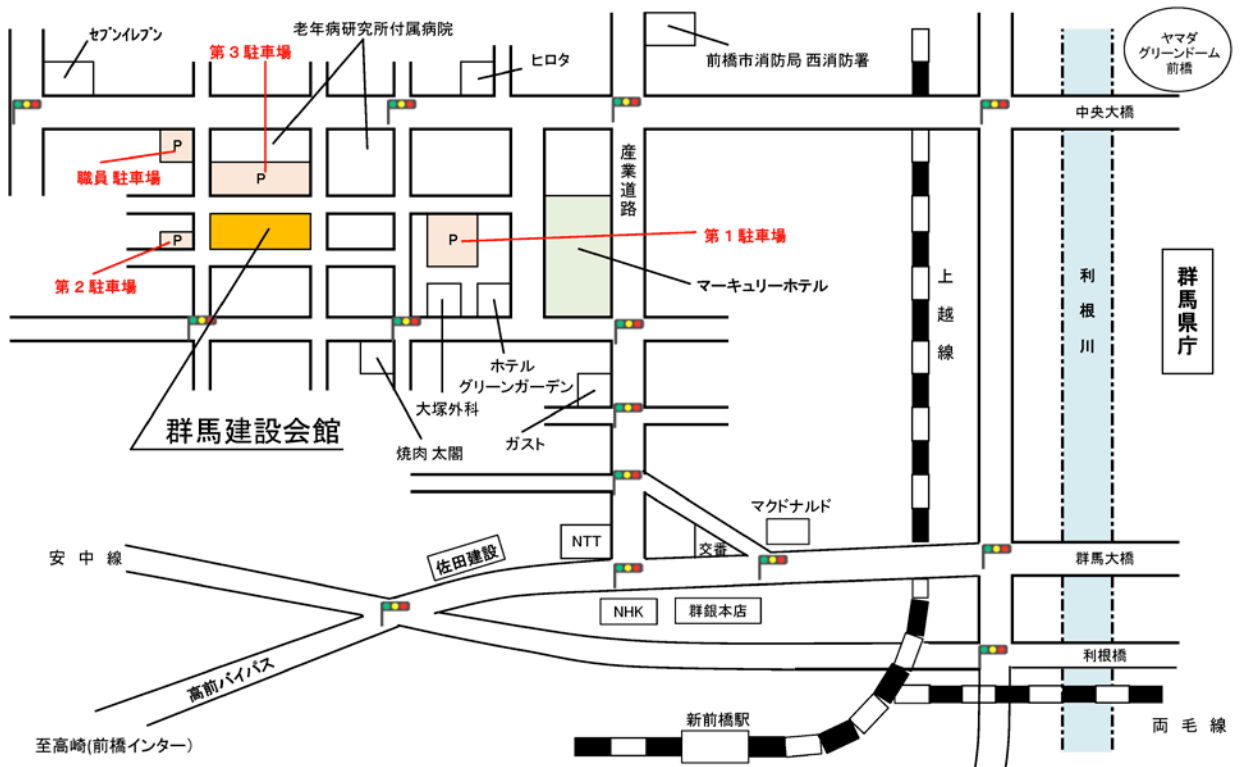 セブンイレブン
老年病研究所付属病院
第３駐車場
ヒロタ
前橋市消防局 西消防署
ヤマダ
グリーンドーム
前橋
中央大橋
P
職員 駐車場
P
産業道路
P
第１駐車場
P
第２駐車場
マーキュリーホテル
上越線
利根川
群馬県庁
ホテル
グリーンガーデン
大塚外科
ガスト
焼肉 太閤
群馬建設会館
マクドナルド
NTT
交番
佐田建設
安中線
群馬大橋
NHK
群銀本店
利根橋
高前バイパス
新前橋駅
両毛線
至高崎(前橋インター)